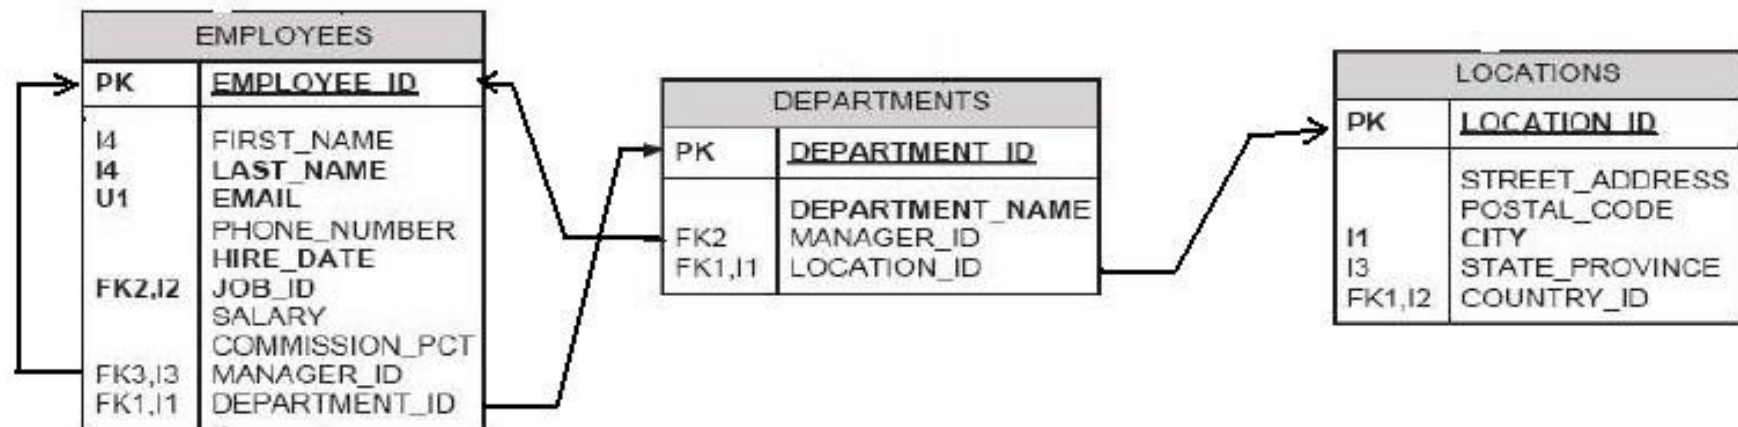 EMPLOYEES
PK EMPLOYEE_ID
I4 FIRST_NAME
I4 LAST_NAME
U1 EMAIL
PHONE_NUMBER
HIRE_DATE
FK2,I2 JOB_ID
SALARY
COMMISSION_PCT
FK3,I3 MANAGER_ID
FK1,I1 DEPARTMENT_ID
DEPARTMENTS
PK DEPARTMENT_ID
DEPARTMENT_NAME
FK2 MANAGER_ID
FK1,I1 LOCATION_ID
LOCATIONS
PK LOCATION_ID
STREET_ADDRESS
POSTAL_CODE
I1 CITY
I3 STATE_PROVINCE
FK1,I2 COUNTRY_ID